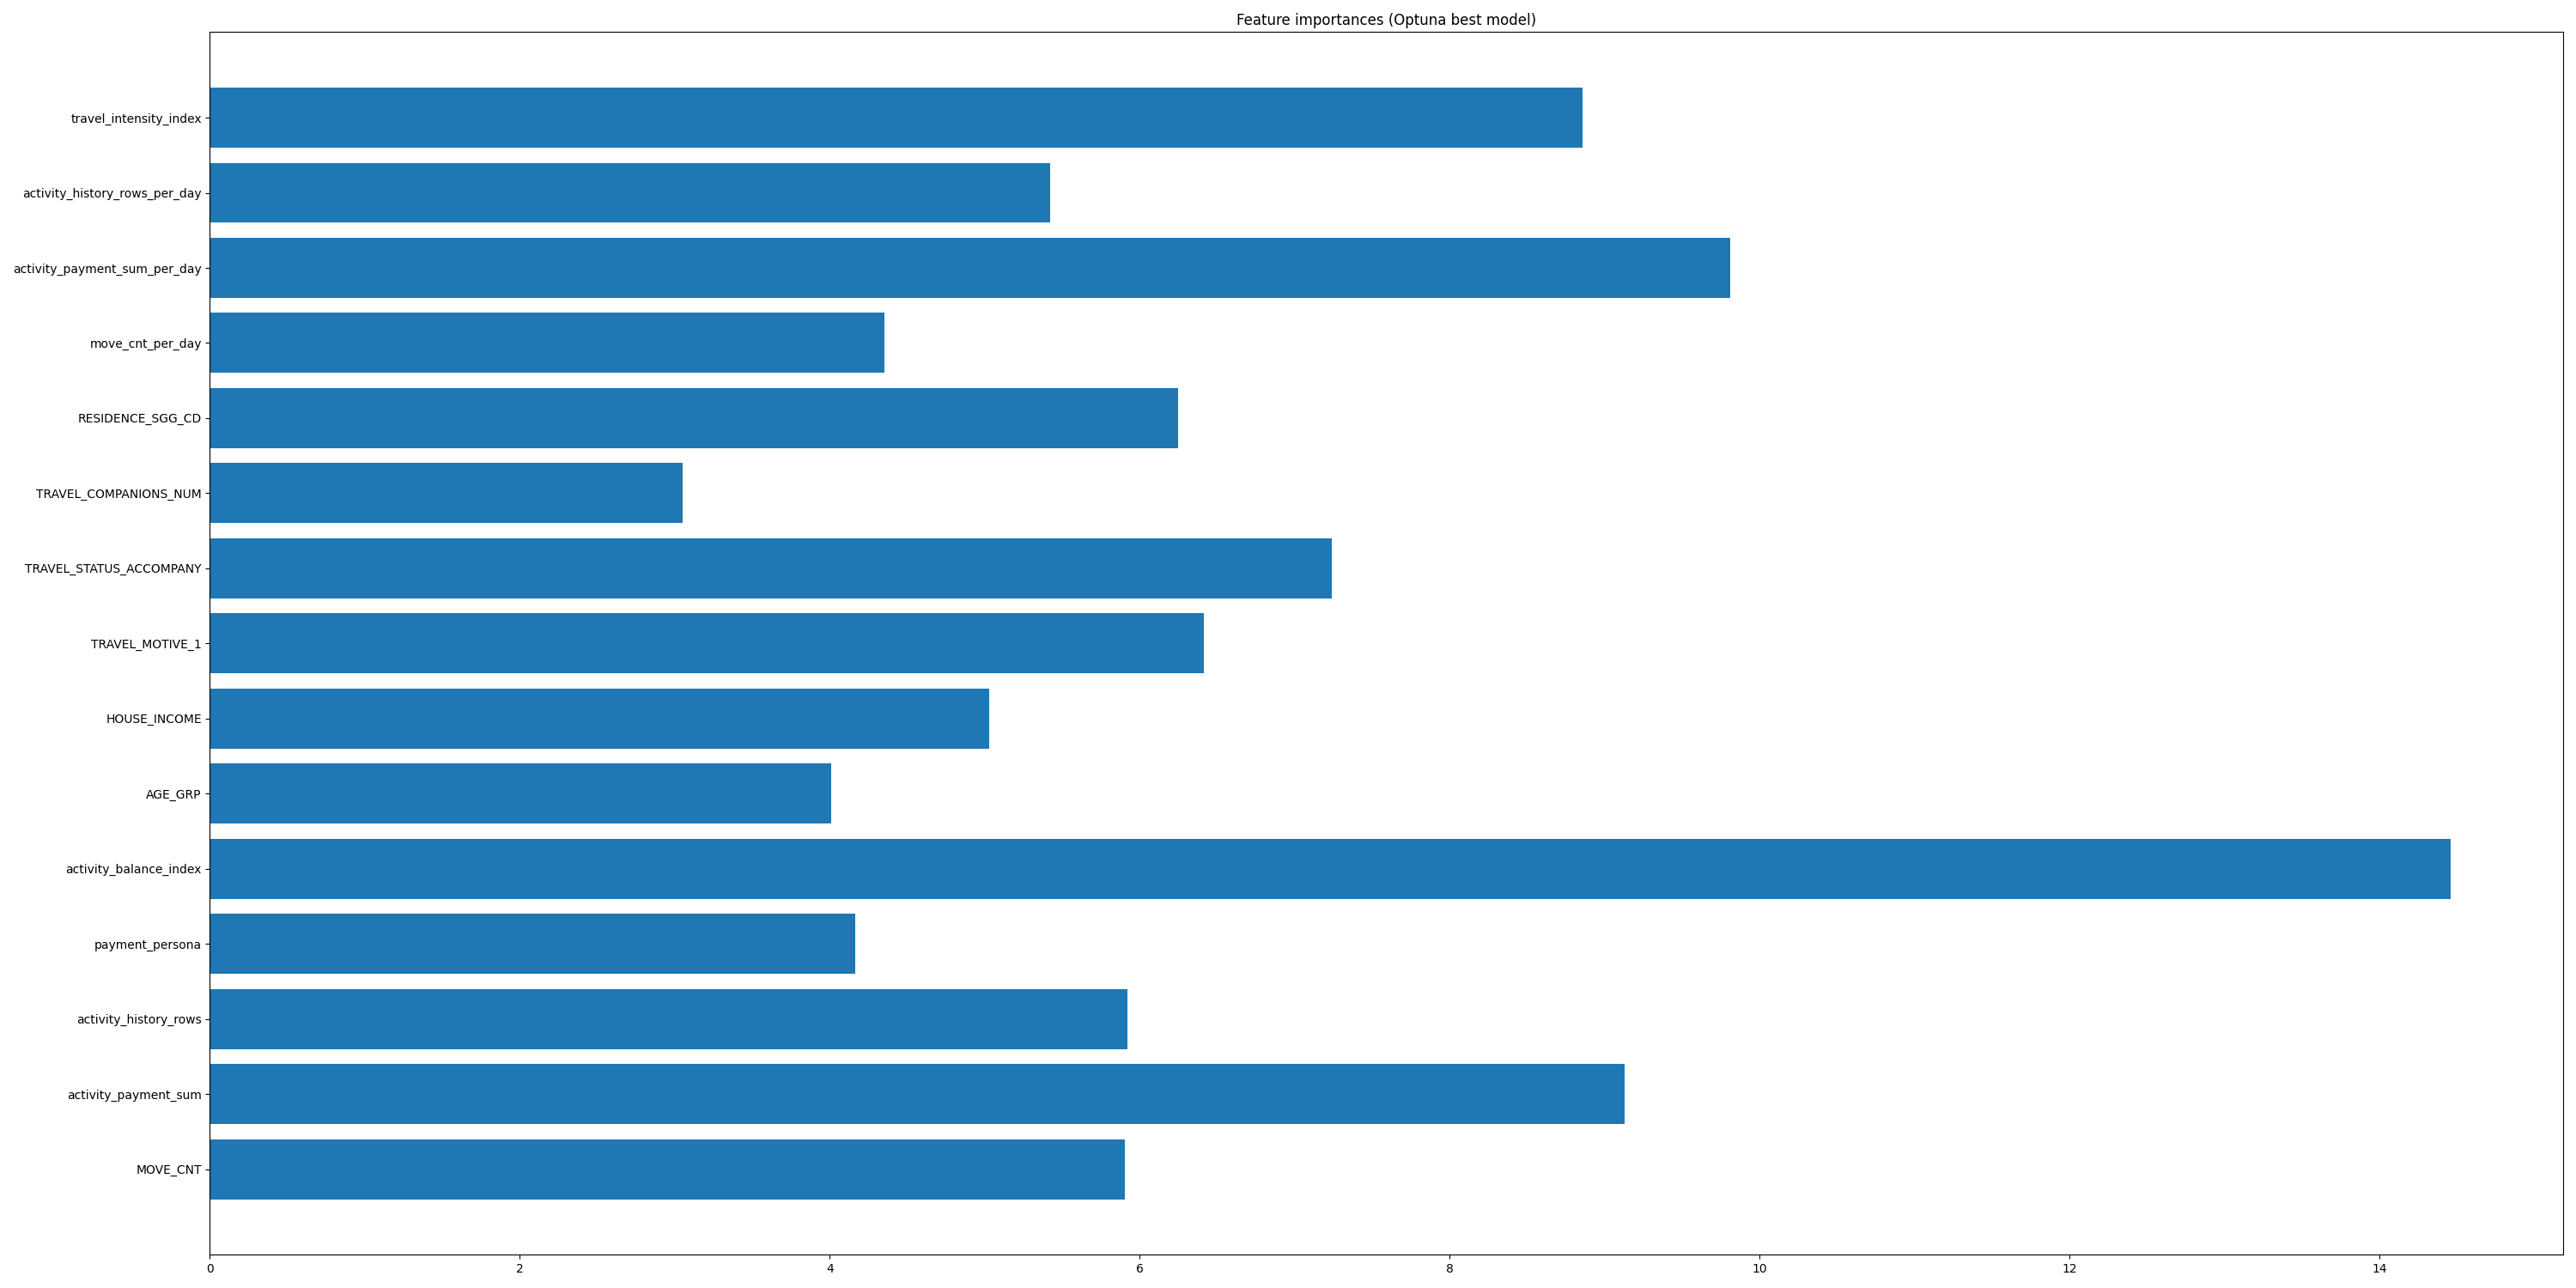 Feature importances (Optuna best model)
travel_intensity_index
activity_history_rows_per_day
activity_payment_sum_per_day
move_cnt_per_day
RESIDENCE_SGG_CD
TRAVEL_COMPANIONS_NUM
TRAVEL_STATUS_ACCOMPANY
TRAVEL_MOTIVE_1
HOUSE_INCOME
AGE_GRP
activity_balance_index
payment_persona
activity_history_rows
activity_payment_sum
MOVE_CNT
0 2 4 6 8 10 12 14